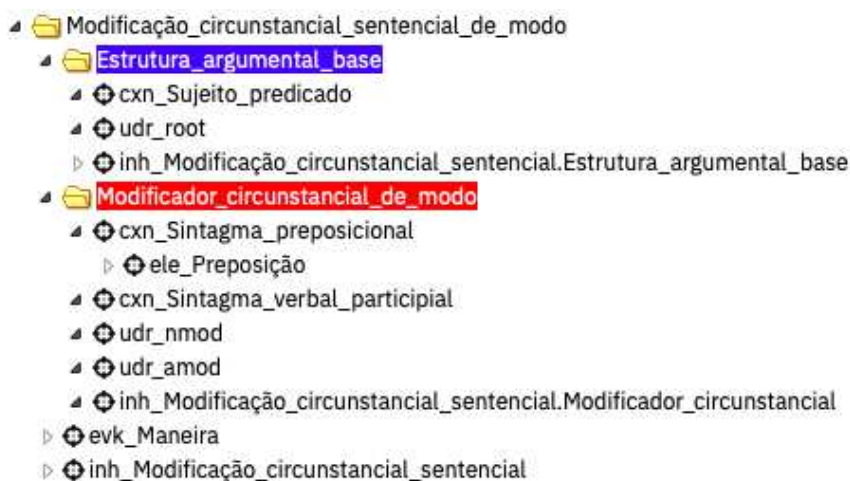 Modificação_circunstancial_sentencial_de_modo
Estrutura_argumental_base
cxn_Sujeito_predicado
udr_root
inh_Modificação_circunstancial_sentencial.Estrutura_argumental_base
Modificador_circunstancial_de_modo
cxn_Sintagma_preposicional
ele_Preposição
cxn_Sintagma_verbal_participial
udr_nmod
udr_amod
inh_Modificação_circunstancial_sentencial.Modificador_circunstancial
evk_Maneira
inh_Modificação_circunstancial_sentencial